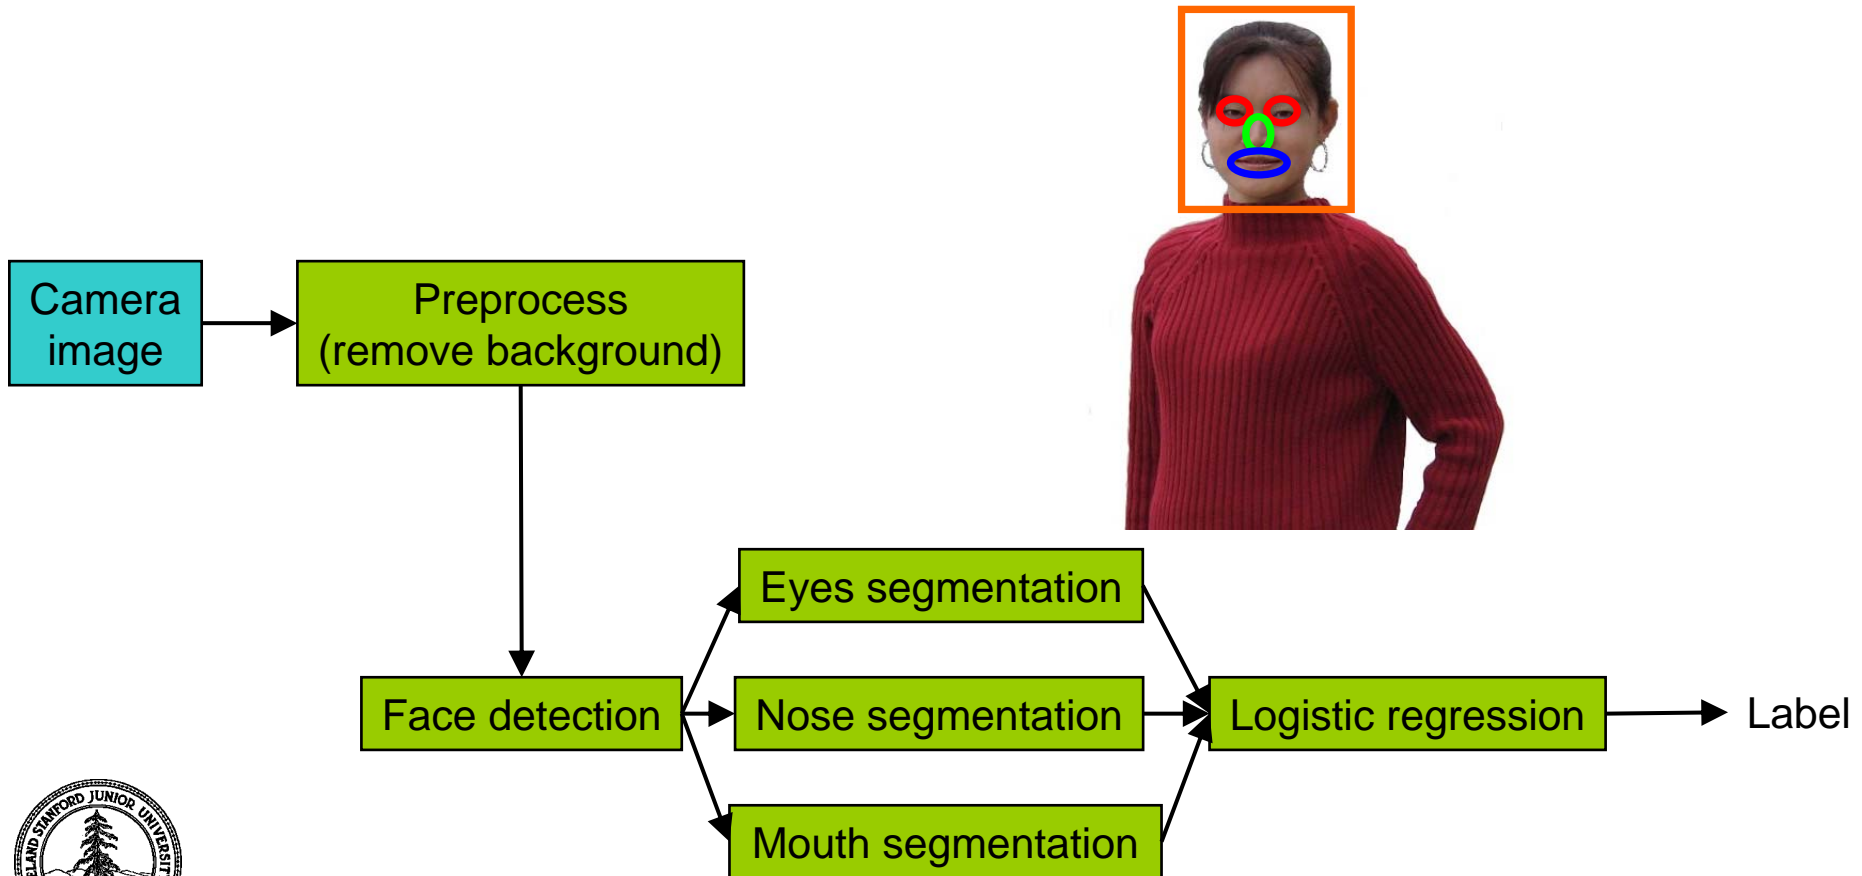 Camera
image
Preprocess
(remove background)
Eyes segmentation
Face detection
Nose segmentation
Logistic regression
Label
Mouth segmentation
LELAND STANFORD JUNIOR UNIVERSIT